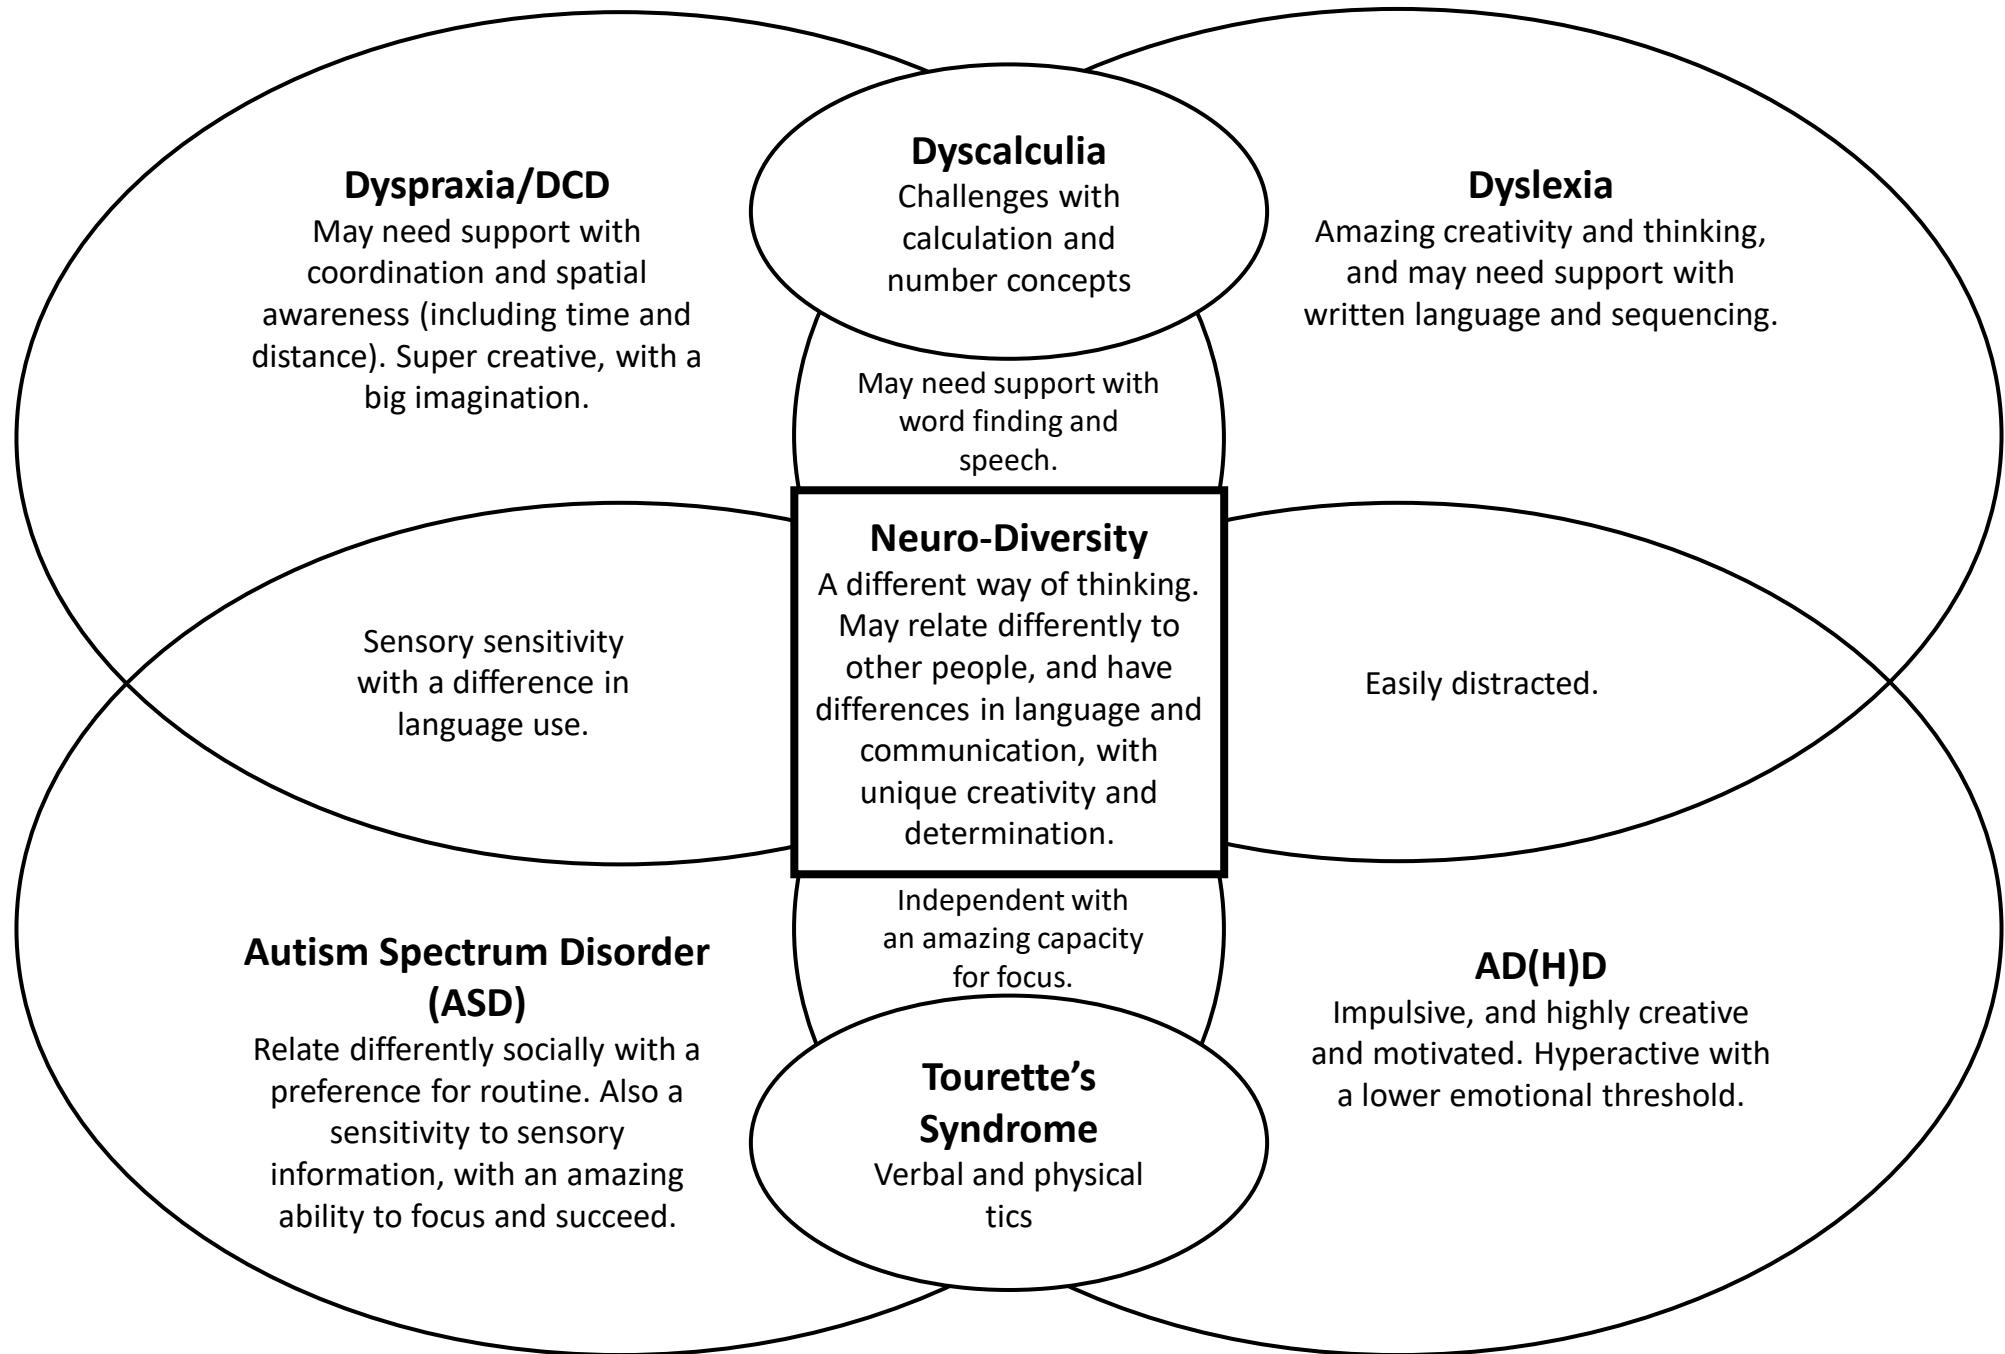 Dyspraxia/DCD
May need support with
coordination and spatial
awareness (including time and
distance). Super creative, with a
big imagination.
Dyscalculia
Challenges with
calculation and
number concepts
Dyslexia
Amazing creativity and thinking,
and may need support with
written language and sequencing.
May need support with
word finding and
speech.
Sensory sensitivity
with a difference in
language use.
Neuro-Diversity
A different way of thinking.
May relate differently to
other people, and have
differences in language and
communication, with
unique creativity and
determination.
Easily distracted.
Independent with
an amazing capacity
for focus.
Autism Spectrum Disorder
(ASD)
Relate differently socially with a
preference for routine. Also a
sensitivity to sensory
information, with an amazing
ability to focus and succeed.
Tourette’s
Syndrome
Verbal and physical
tics
AD(H)D
Impulsive, and highly creative
and motivated. Hyperactive with
a lower emotional threshold.